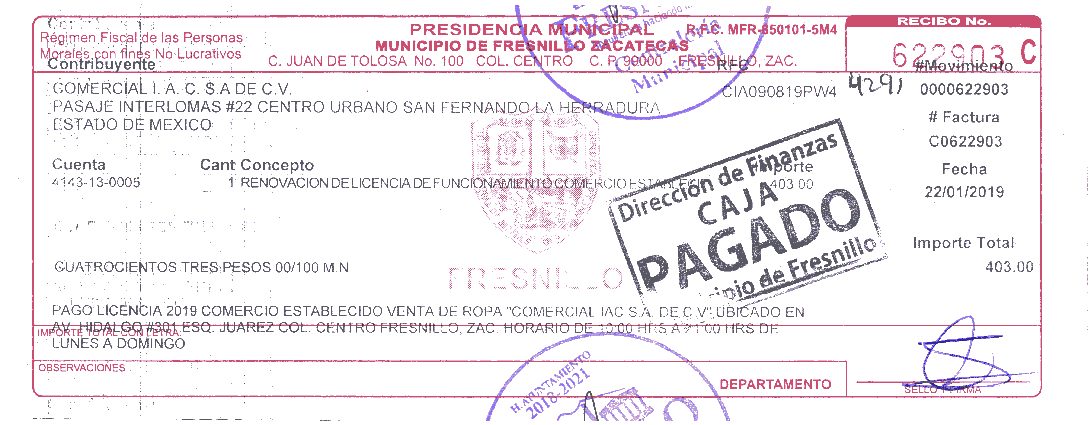 PRESIDENCIA MUNICIPAL R.F.C. MFR-850101-5M4
MUNICIPIO DE FRESNILLO ZACATECAS
C. JUAN DE TOLOSA No. 100 COL. CENTRO C. P. 99000 FRESNILLO, ZAC.
Régimen Fiscal de las Personas
Morales con fines No Lucrativos
RECIBO No.
622903 C
Contribuyente
RFC
#Movimiento
COMERCIAL I. A. C. S.A DE C.V.
CIA090819PW4
4291
0000622903
PASAJE INTERLOMAS #22 CENTRO URBANO SAN FERNANDO LA HERRADURA
ESTADO DE MEXICO
# Factura
C0622903
Fecha
22/01/2019
Cuenta Cant Concepto Importe
4143-13-0005 1 RENOVACION DE LICENCIA DE FUNCIONAMIENTO COMERCIO 403.00
Dirección de Finanzas
CAJA
PAGADO
de Fresnillo
FRESNILLO
Importe Total
403.00
CUATROCIENTOS TRES PESOS 00/100 M.N
PAGO LICENCIA 2019 COMERCIO ESTABLECIDO VENTA DE ROPA "COMERCIAL IAC S.A. DE C.V" UBICADO EN
AV. HIDALGO #301 ESQ. JUAREZ COL. CENTRO FRESNILLO, ZAC. HORARIO DE 10:00 HRS A 21:00 HRS DE
LUNES A DOMINGO
IMPORTE TOTAL CON LETRA:
OBSERVACIONES
DEPARTAMENTO
SELLO Y FIRMA
H. AYUNTAMIENTO
2018-2021